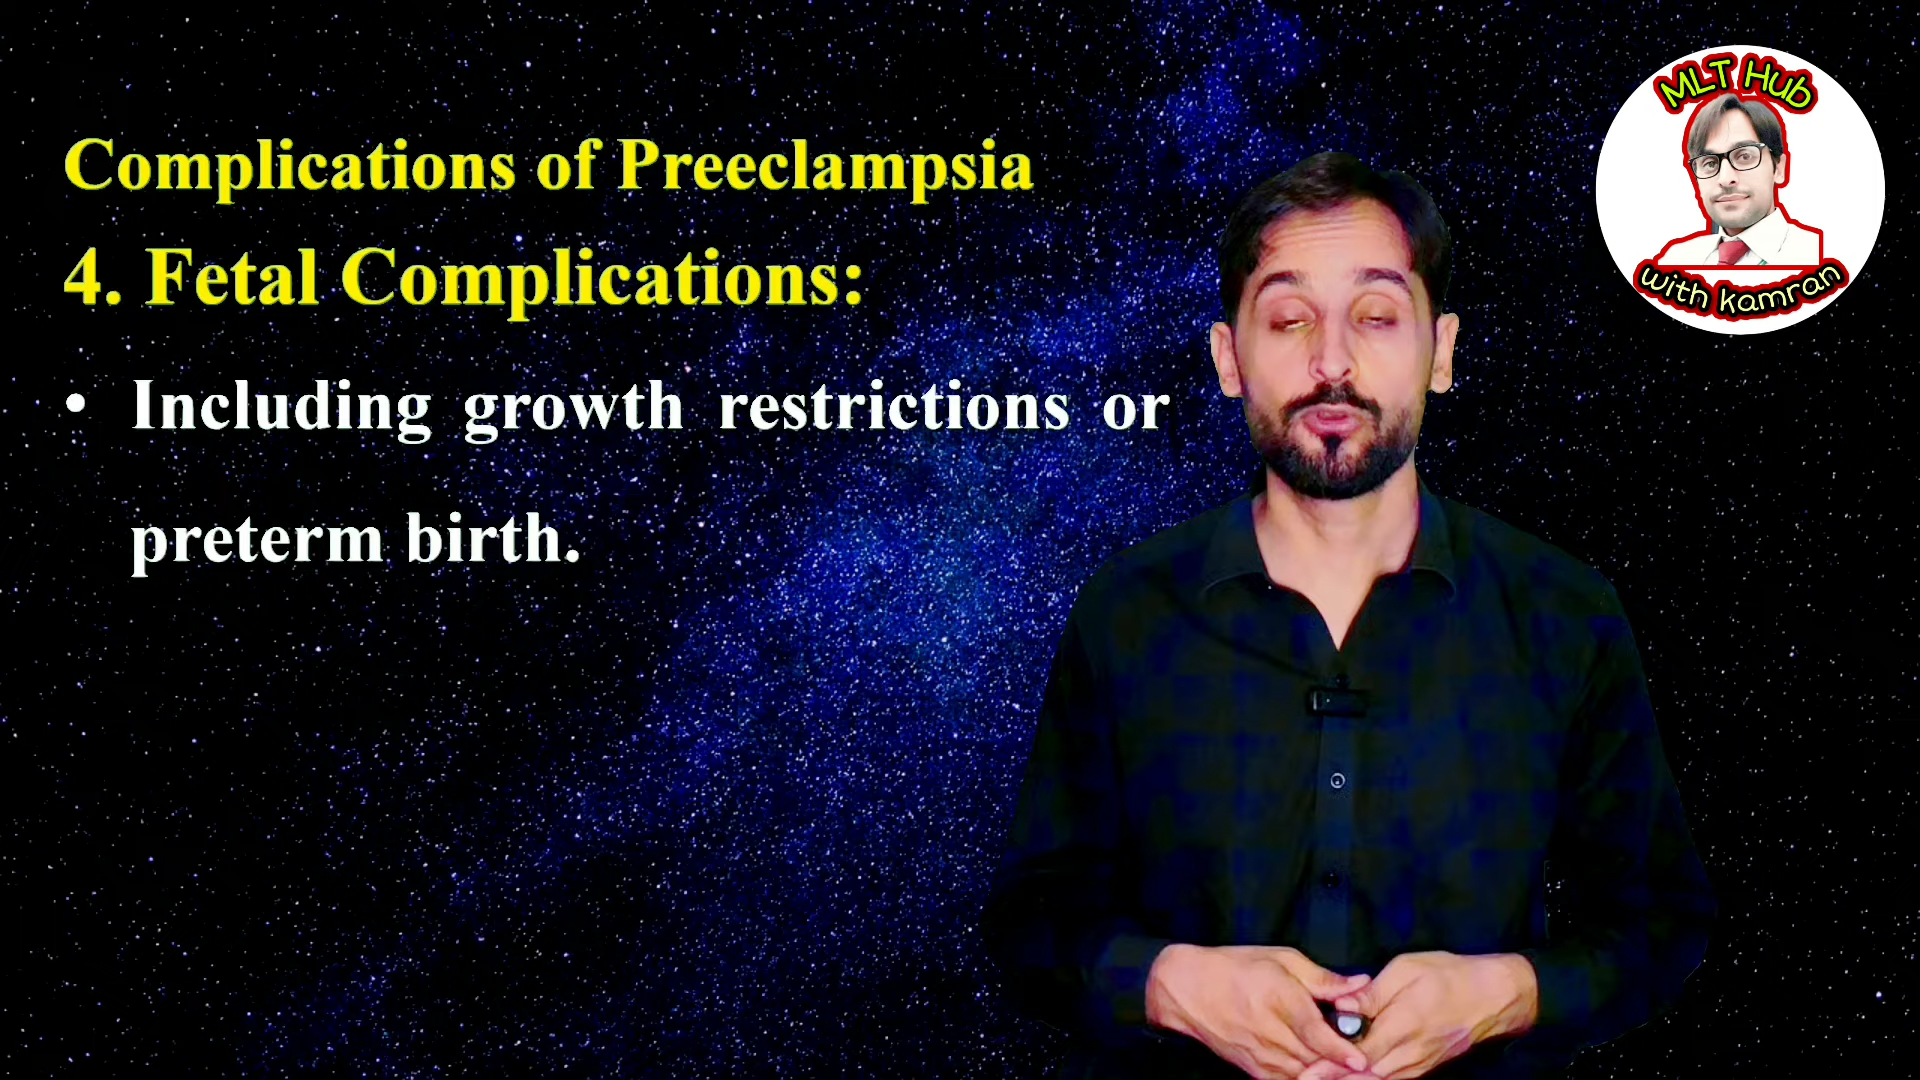 Complications of Preeclampsia
4. Fetal Complications:
• Including growth restrictions or
preterm birth.
MLT Hub
with kamran